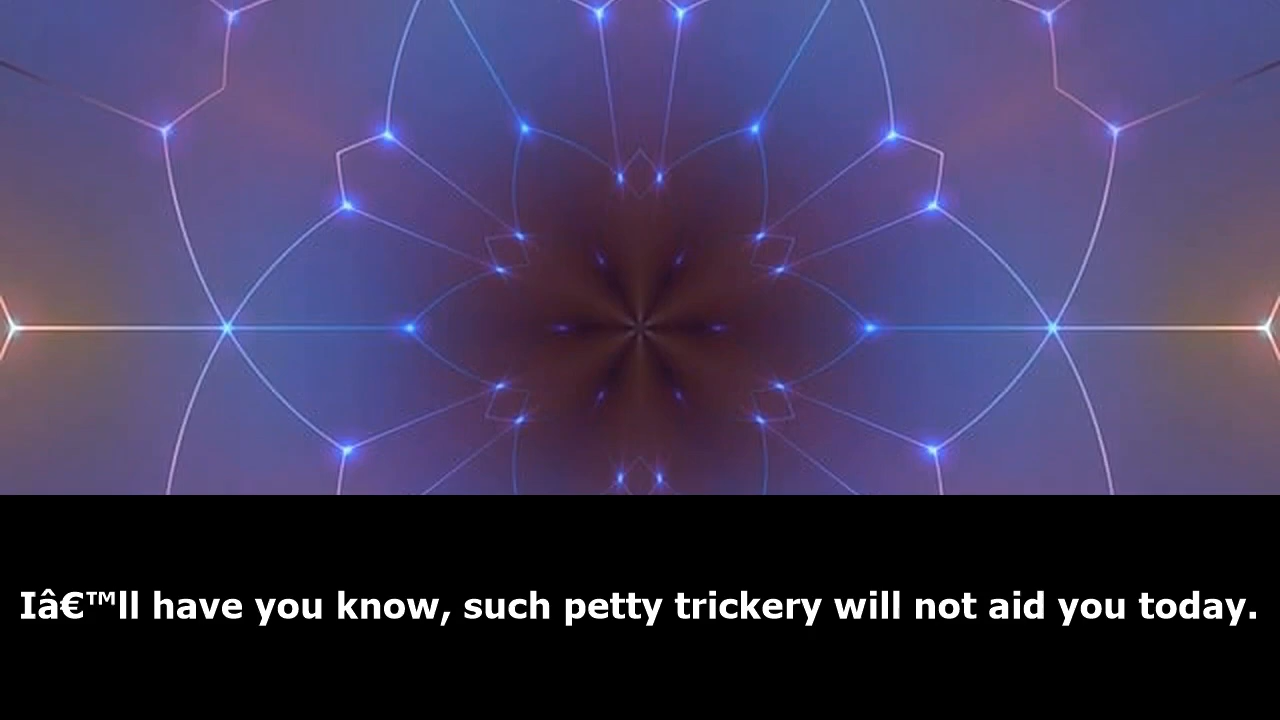 Iâ€™ll have you know, such petty trickery will not aid you today.